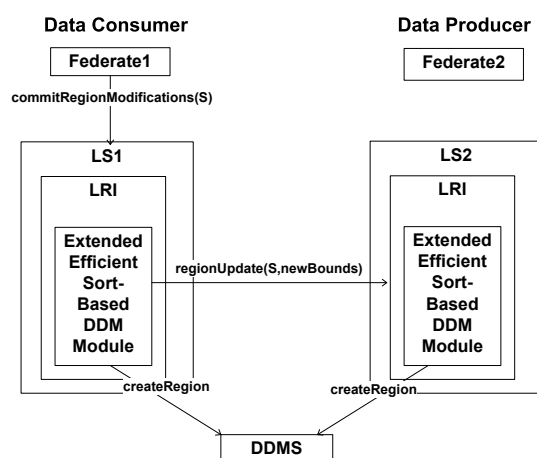 Data Consumer
Data Producer
Federate1
Federate2
commitRegionModifications(S)
LS1
LS2
LRI
LRI
Extended
Efficient
Sort-
Based
DDM
Module
regionUpdate(S,newBounds)
Extended
Efficient
Sort-
Based
DDM
Module
createRegion
createRegion
DDMS